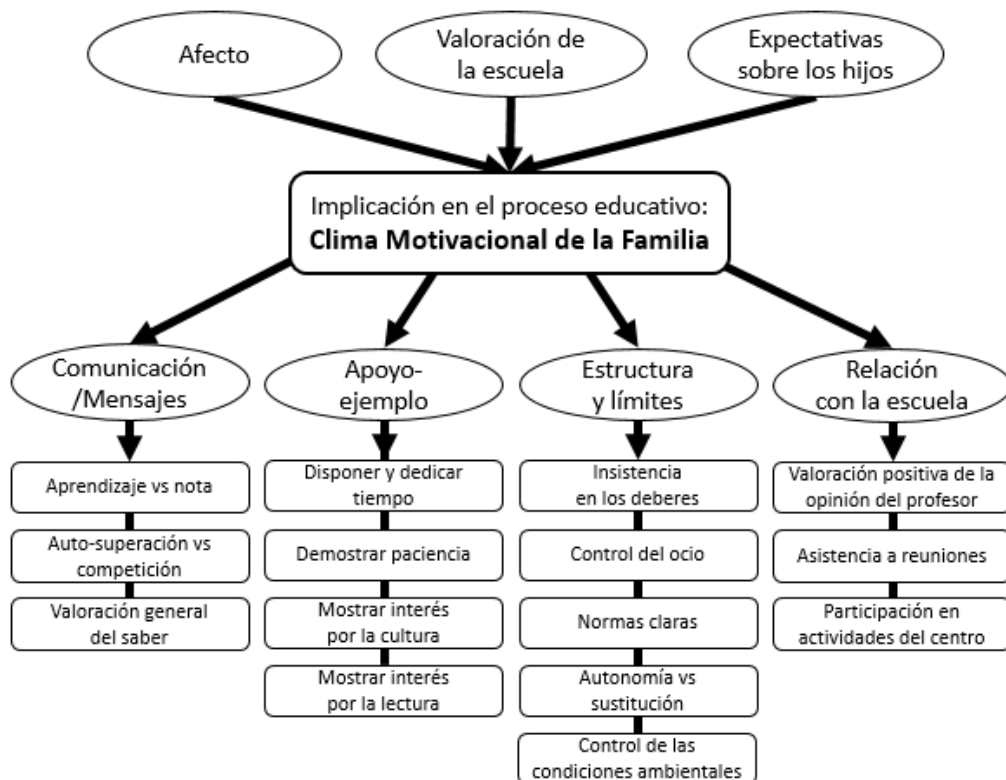 Afecto
Valoración de
la escuela
Expectativas
sobre los hijos
Implicación en el proceso educativo:
Clima Motivacional de la Familia
Comunicación
/Mensajes
Apoyo-
ejemplo
Estructura
y límites
Relación
con la escuela
Aprendizaje vs nota
Auto-superación vs
competición
Valoración general
del saber
Disponer y dedicar
tiempo
Demostrar paciencia
Mostrar interés
por la cultura
Mostrar interés
por la lectura
Insistencia
en los deberes
Control del ocio
Normas claras
Autonomía vs
sustitución
Control de las
condiciones ambientales
Valoración positiva de la
opinión del profesor
Asistencia a reuniones
Participación en
actividades del centro